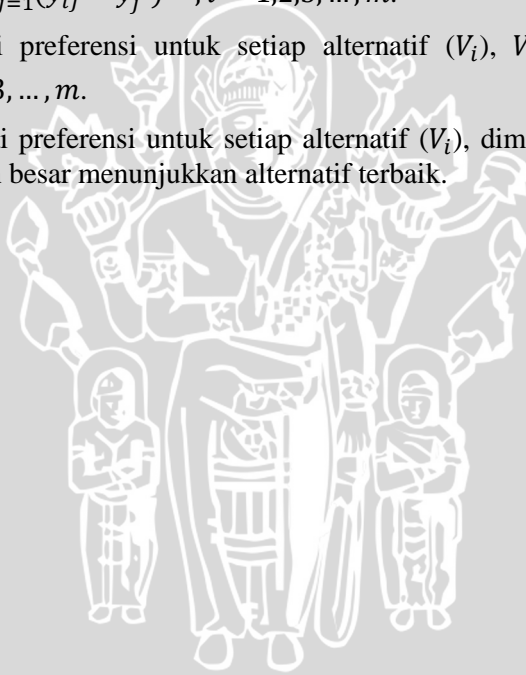 i preferensi untuk setiap alternatif (Vᵢ), V
3, … , m.
i preferensi untuk setiap alternatif (Vᵢ), dim
besar menunjukkan alternatif terbaik.